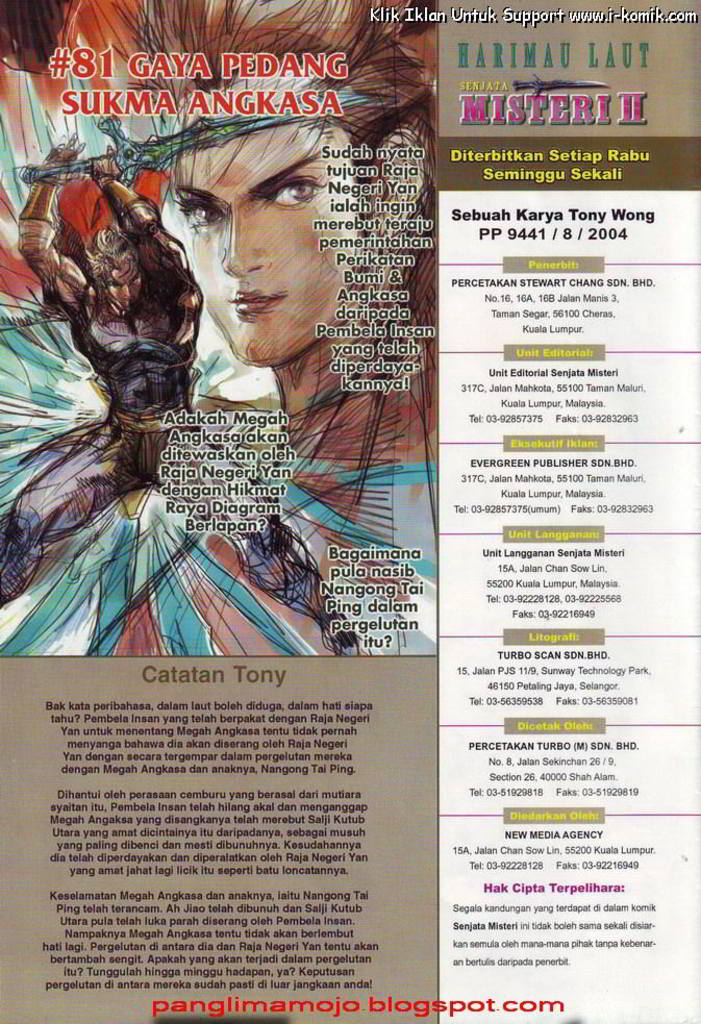 Klik Iklan Untuk Support www.i-komik.com
#81 GAYA PEDANG
SUKMA ANGKASA
Sudah nyata
tujuan Raja
Negeri Yan
ialah ingin
merebut teraju
pemerintahan
Perikatan
Bumi &
Angkasa
daripada
Pembela Insan
yang telah
diperdaya-
kannya!
Adakah Megah
Angkasa akan
ditewaskan oleh
Raja Negeri Yan
dengan Hikmat
Raya Diagram
Berlapan?
Bagaimana
pula nasib
Nangong Tai
Ping dalam
pergelutan
itu?
Catatan Tony
Bak kata peribahasa, dalam laut boleh diduga, dalam hati siapa
tahu? Pembela Insan yang telah berpakat dengan Raja Negeri
Yan untuk menentang Megah Angkasa tentu tidak pernah
menyanga bahawa dia akan diserang oleh Raja Negeri
Yan dengan secara tergempar dalam pergelutan mereka
dengan Megah Angkasa dan anaknya, Nangong Tai Ping.
Dihantui oleh perasaan cemburu yang berasal dari mutiara
syaitan itu, Pembela Insan telah hilang akal dan menganggap
Megah Angaksa yang disangkanya telah merebut Salji Kutub
Utara yang amat dicintainya itu daripadanya, sebagai musuh
yang paling dibenci dan mesti dibunuhnya. Kesudahannya
dia telah diperdayakan dan diperalatkan oleh Raja Negeri Yan
yang amat jahat lagi licik itu seperti batu loncatannya.
Keselamatan Megah Angkasa dan anaknya, iaitu Nangong Tai
Ping telah terancam. Ah Jiao telah dibunuh dan Salji Kutub
Utara pula telah luka parah diserang oleh Pembela Insan.
Nampaknya Megah Angkasa tentu tidak akan berlembut
hati lagi. Pergelutan di antara dia dan Raja Negeri Yan tentu akan
bertambah sengit. Apakah yang akan terjadi dalam pergelutan
itu? Tunggulah hingga minggu hadapan, ya? Keputusan
pergelutan di antara mereka sudah pasti di luar jangkaan anda!
HARIMAU LAUT
SENJATA
MISTERI II
Diterbitkan Setiap Rabu
Seminggu Sekali
Sebuah Karya Tony Wong
PP 9441 / 8 / 2004
Penerbit:
PERCETAKAN STEWART CHANG SDN. BHD.
No.16, 16A, 16B Jalan Manis 3,
Taman Segar, 56100 Cheras,
Kuala Lumpur.
Unit Editorial:
Unit Editorial Senjata Misteri
317C, Jalan Mahkota, 55100 Taman Maluri,
Kuala Lumpur, Malaysia.
Tel: 03-92857375 Faks: 03-92832963
Eksekutif Iklan:
EVERGREEN PUBLISHER SDN.BHD.
317C, Jalan Mahkota, 55100 Taman Maluri,
Kuala Lumpur, Malaysia.
Tel: 03-92857375(umum) Faks: 03-92832963
Unit Langganan:
Unit Langganan Senjata Misteri
15A, Jalan Chan Sow Lin,
55200 Kuala Lumpur, Malaysia.
Tel: 03-92228128, 03-92225568
Faks: 03-92216949
Litografi:
TURBO SCAN SDN.BHD.
15, Jalan PJS 11/9, Sunway Technology Park,
46150 Petaling Jaya, Selangor.
Tel: 03-56359538 Faks: 03-56359081
Dicetak Oleh:
PERCETAKAN TURBO (M) SDN. BHD.
No. 8, Jalan Sekinchan 26 / 9,
Section 26, 40000 Shah Alam.
Tel: 03-51929818 Faks: 03-51929819
Diedarkan Oleh:
NEW MEDIA AGENCY
15A, Jalan Chan Sow Lin, 55200 Kuala Lumpur.
Tel: 03-92228128 Faks: 03-92216949
Hak Cipta Terpelihara:
Segala kandungan yang terdapat di dalam komik
Senjata Misteri ini tidak boleh sama sekali disiar-
kan semula oleh mana-mana pihak tanpa kebenar-
an bertulis daripada penerbit.
panglimamojo.blogspot.com